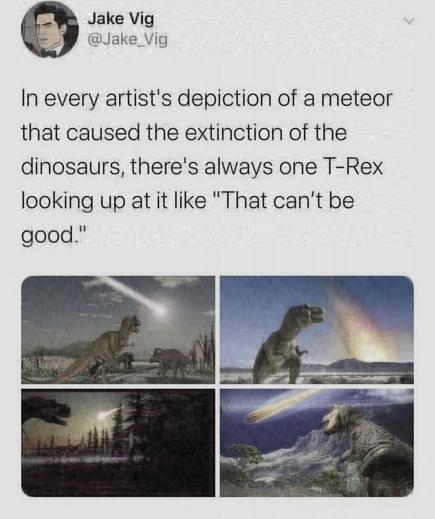 Jake Vig
@Jake_Vig
In every artist's depiction of a meteor
that caused the extinction of the
dinosaurs, there's always one T-Rex
looking up at it like "That can't be
good."